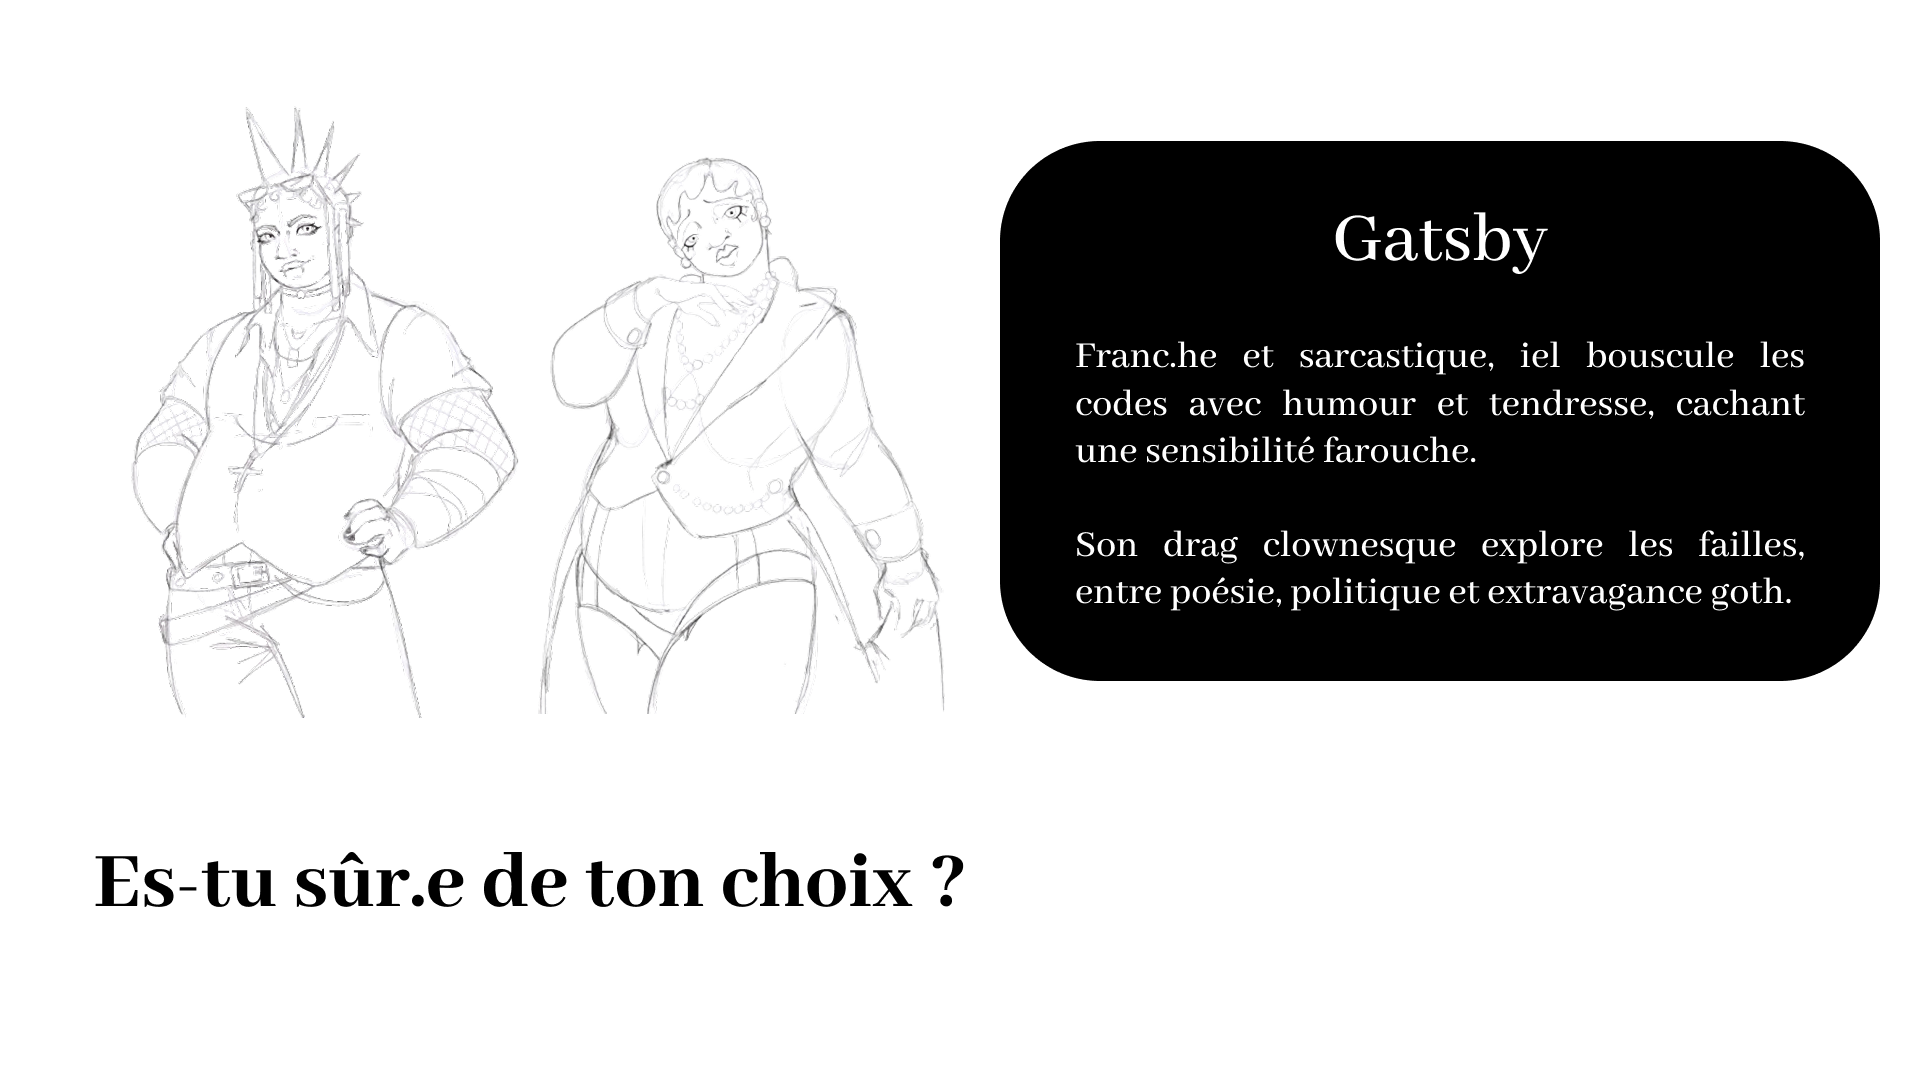 Gatsby
Franc.he et sarcastique, iel bouscule les
codes avec humour et tendresse, cachant
une sensibilité farouche.
Son drag clownesque explore les failles,
entre poésie, politique et extravagance goth.
Es-tu sûr.e de ton choix ?